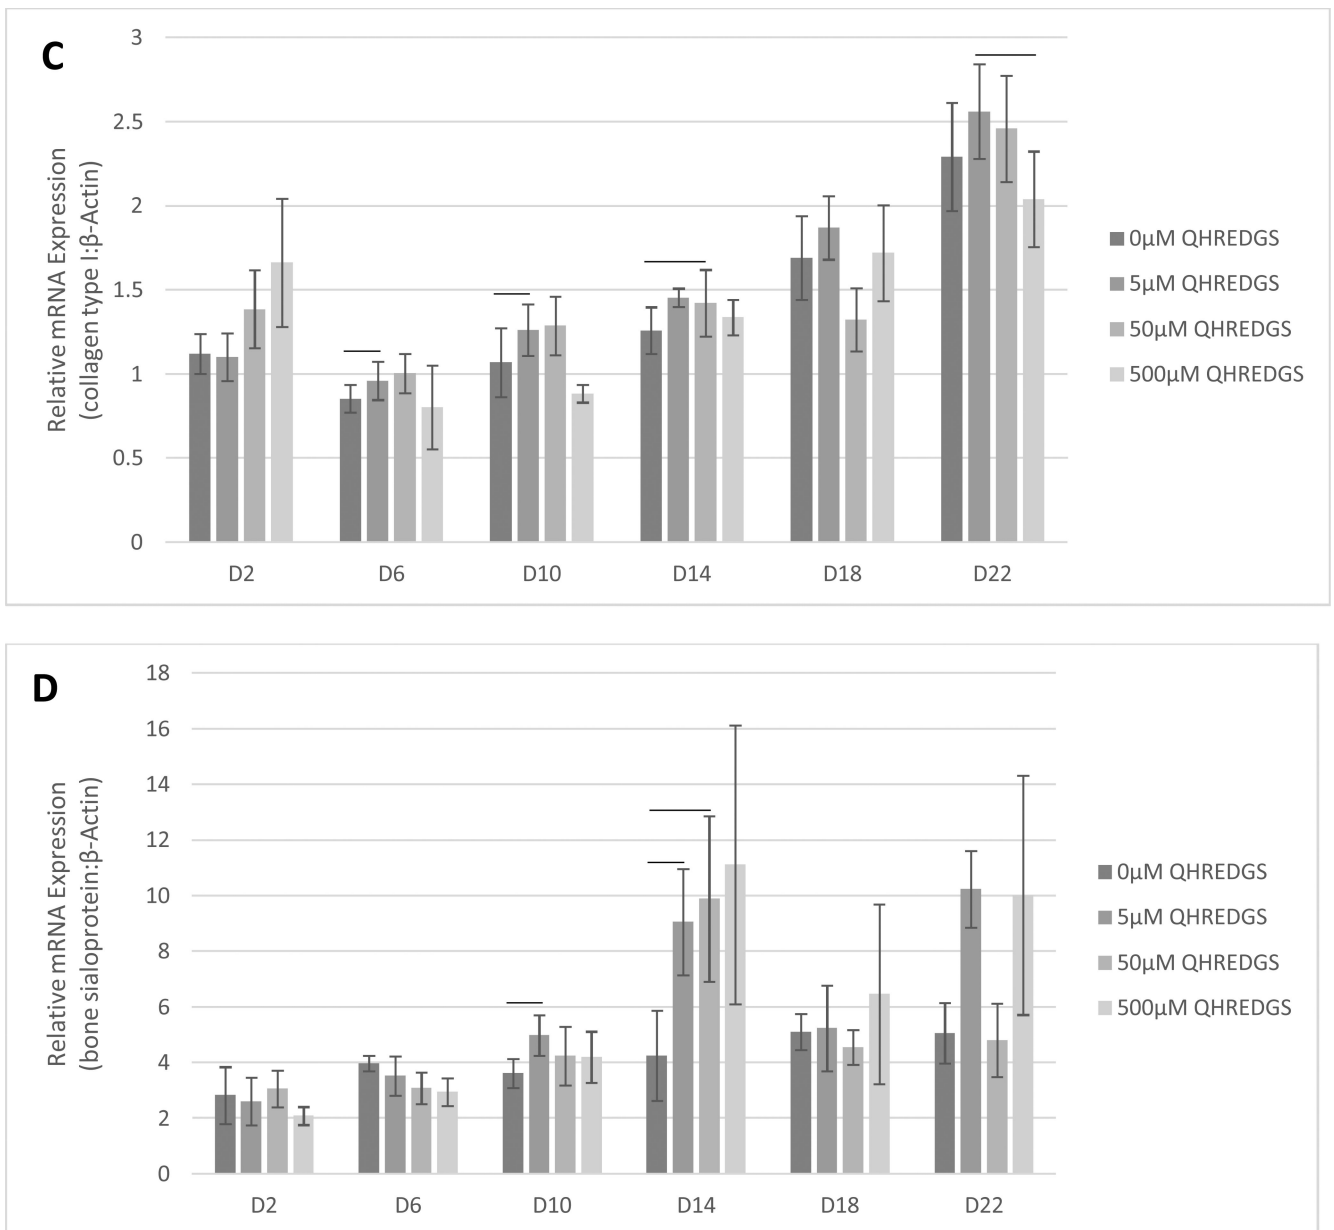 C
Relative mRNA Expression
(collagen type I:β-Actin)
3
2.5
2
1.5
1
0.5
0
D2 D6 D10 D14 D18 D22
0µM QHREDGS
5µM QHREDGS
50µM QHREDGS
500µM QHREDGS
D
Relative mRNA Expression
(bone sialoprotein:β-Actin)
18
16
14
12
10
8
6
4
2
0
D2 D6 D10 D14 D18 D22
0µM QHREDGS
5µM QHREDGS
50µM QHREDGS
500µM QHREDGS